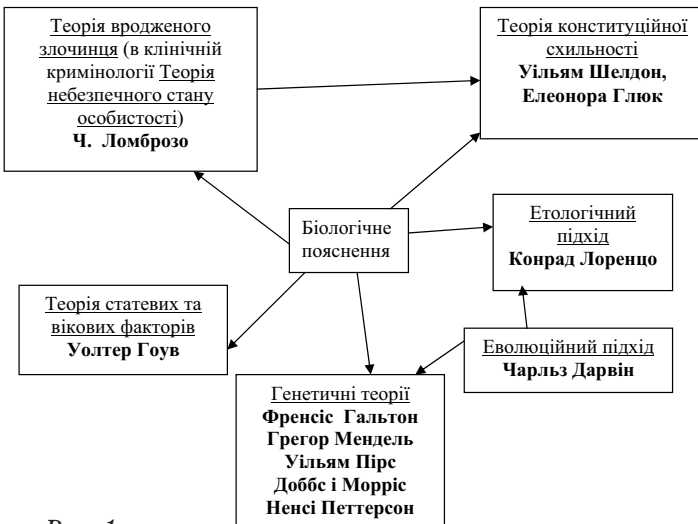 Теорія вродженого
злочинця (в клінічній
кримінології Теорія
небезпечного стану
особистості)
Ч. Ломброзо
Теорія конституційної
схильності
Уільям Шелдон,
Елеонора Глюк
Біологічне
пояснення
Етологічний
підхід
Конрад Лоренцо
Теорія статевих та
вікових факторів
Уолтер Гоув
Еволюційний підхід
Чарльз Дарвін
Генетичні теорії
Френсіс Гальтон
Грегор Мендель
Уільям Пірс
Доббс і Морріс
Ненсі Петтерсон